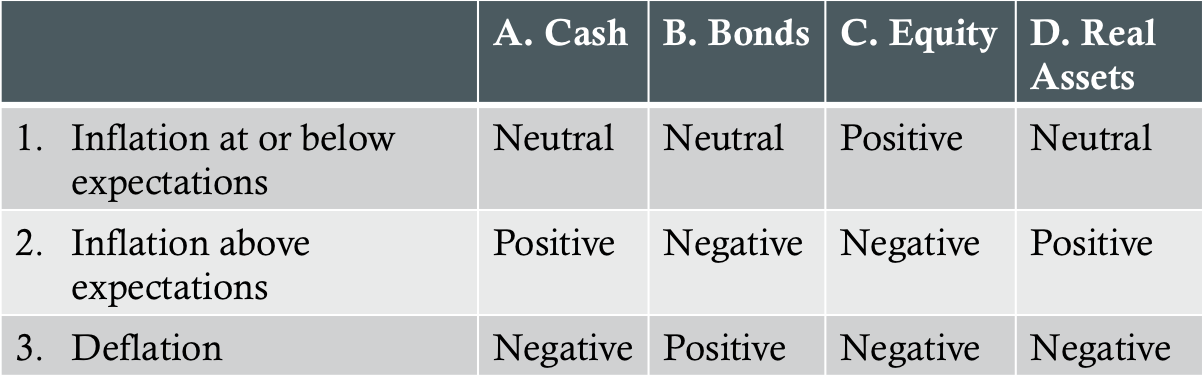 A. Cash B. Bonds C. Equity D. Real
Assets
1. Inflation at or below Neutral Neutral Positive Neutral
expectations
2. Inflation above Positive Negative Negative Positive
expectations
3. Deflation Negative Positive Negative Negative